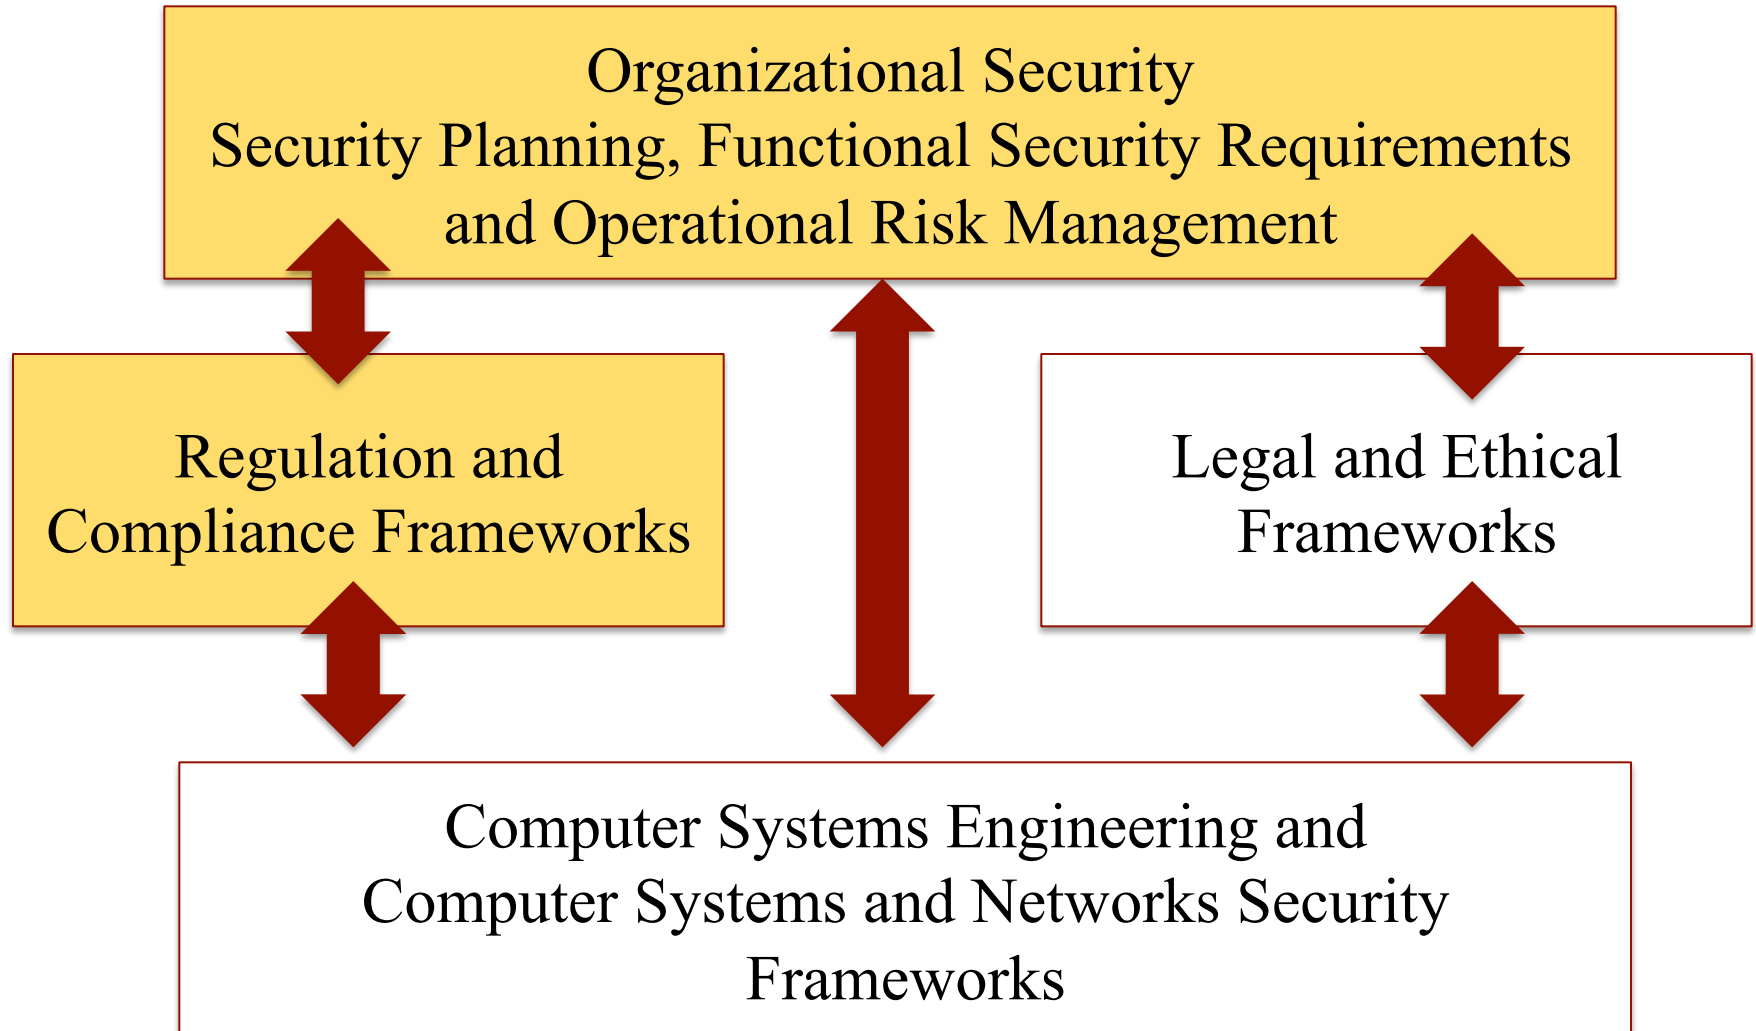 Organizational Security
Security Planning, Functional Security Requirements
and Operational Risk Management
Regulation and
Compliance Frameworks
Legal and Ethical
Frameworks
Computer Systems Engineering and
Computer Systems and Networks Security
Frameworks